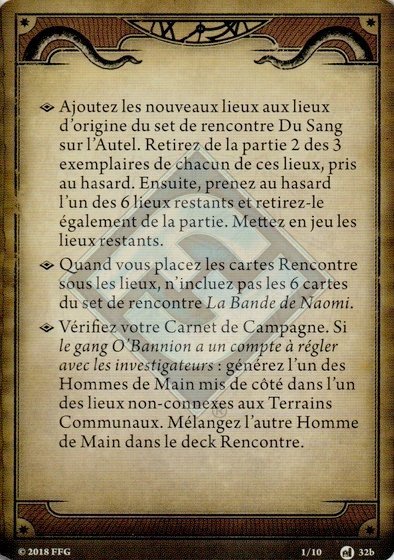 Ajoutez les nouveaux lieux aux lieux
d'origine du set de rencontre Du Sang
sur l'Autel. Retirez de la partie 2 des 3
exemplaires de chacun de ces lieux, pris
au hasard. Ensuite, prenez au hasard
l'un des 6 lieux restants et retirez-le
également de la partie. Mettez en jeu les
lieux restants.
Quand vous placez les cartes Rencontre
sous les lieux, n'incluez pas les 6 cartes
du set de rencontre La Bande de Naomi.
Vérifiez votre Carnet de Campagne. Si
le gang O'Bannion a un compte à régler
avec les investigateurs : générez l'un des
Hommes de Main mis de côté dans l'un
des lieux non-connexes aux Terrains
Communaux. Mélangez l'autre Homme
de Main dans le deck Rencontre.
© 2018 FFG 1/10 32b